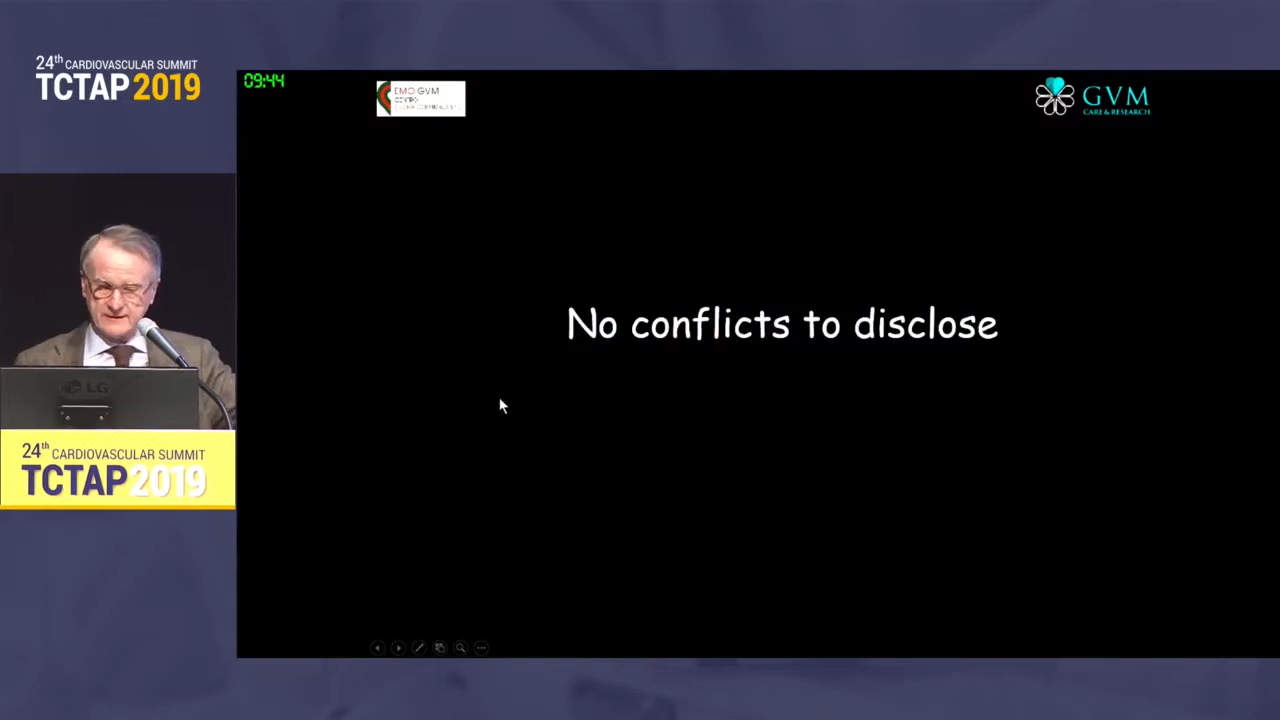 24th CARDIOVASCULAR SUMMIT
TCTAP 2019
09:44
EMO GVM
CENTRO
GVM
CARE & RESEARCH
No conflicts to disclose
LG
24th CARDIOVASCULAR SUMMIT
TCTAP 2019